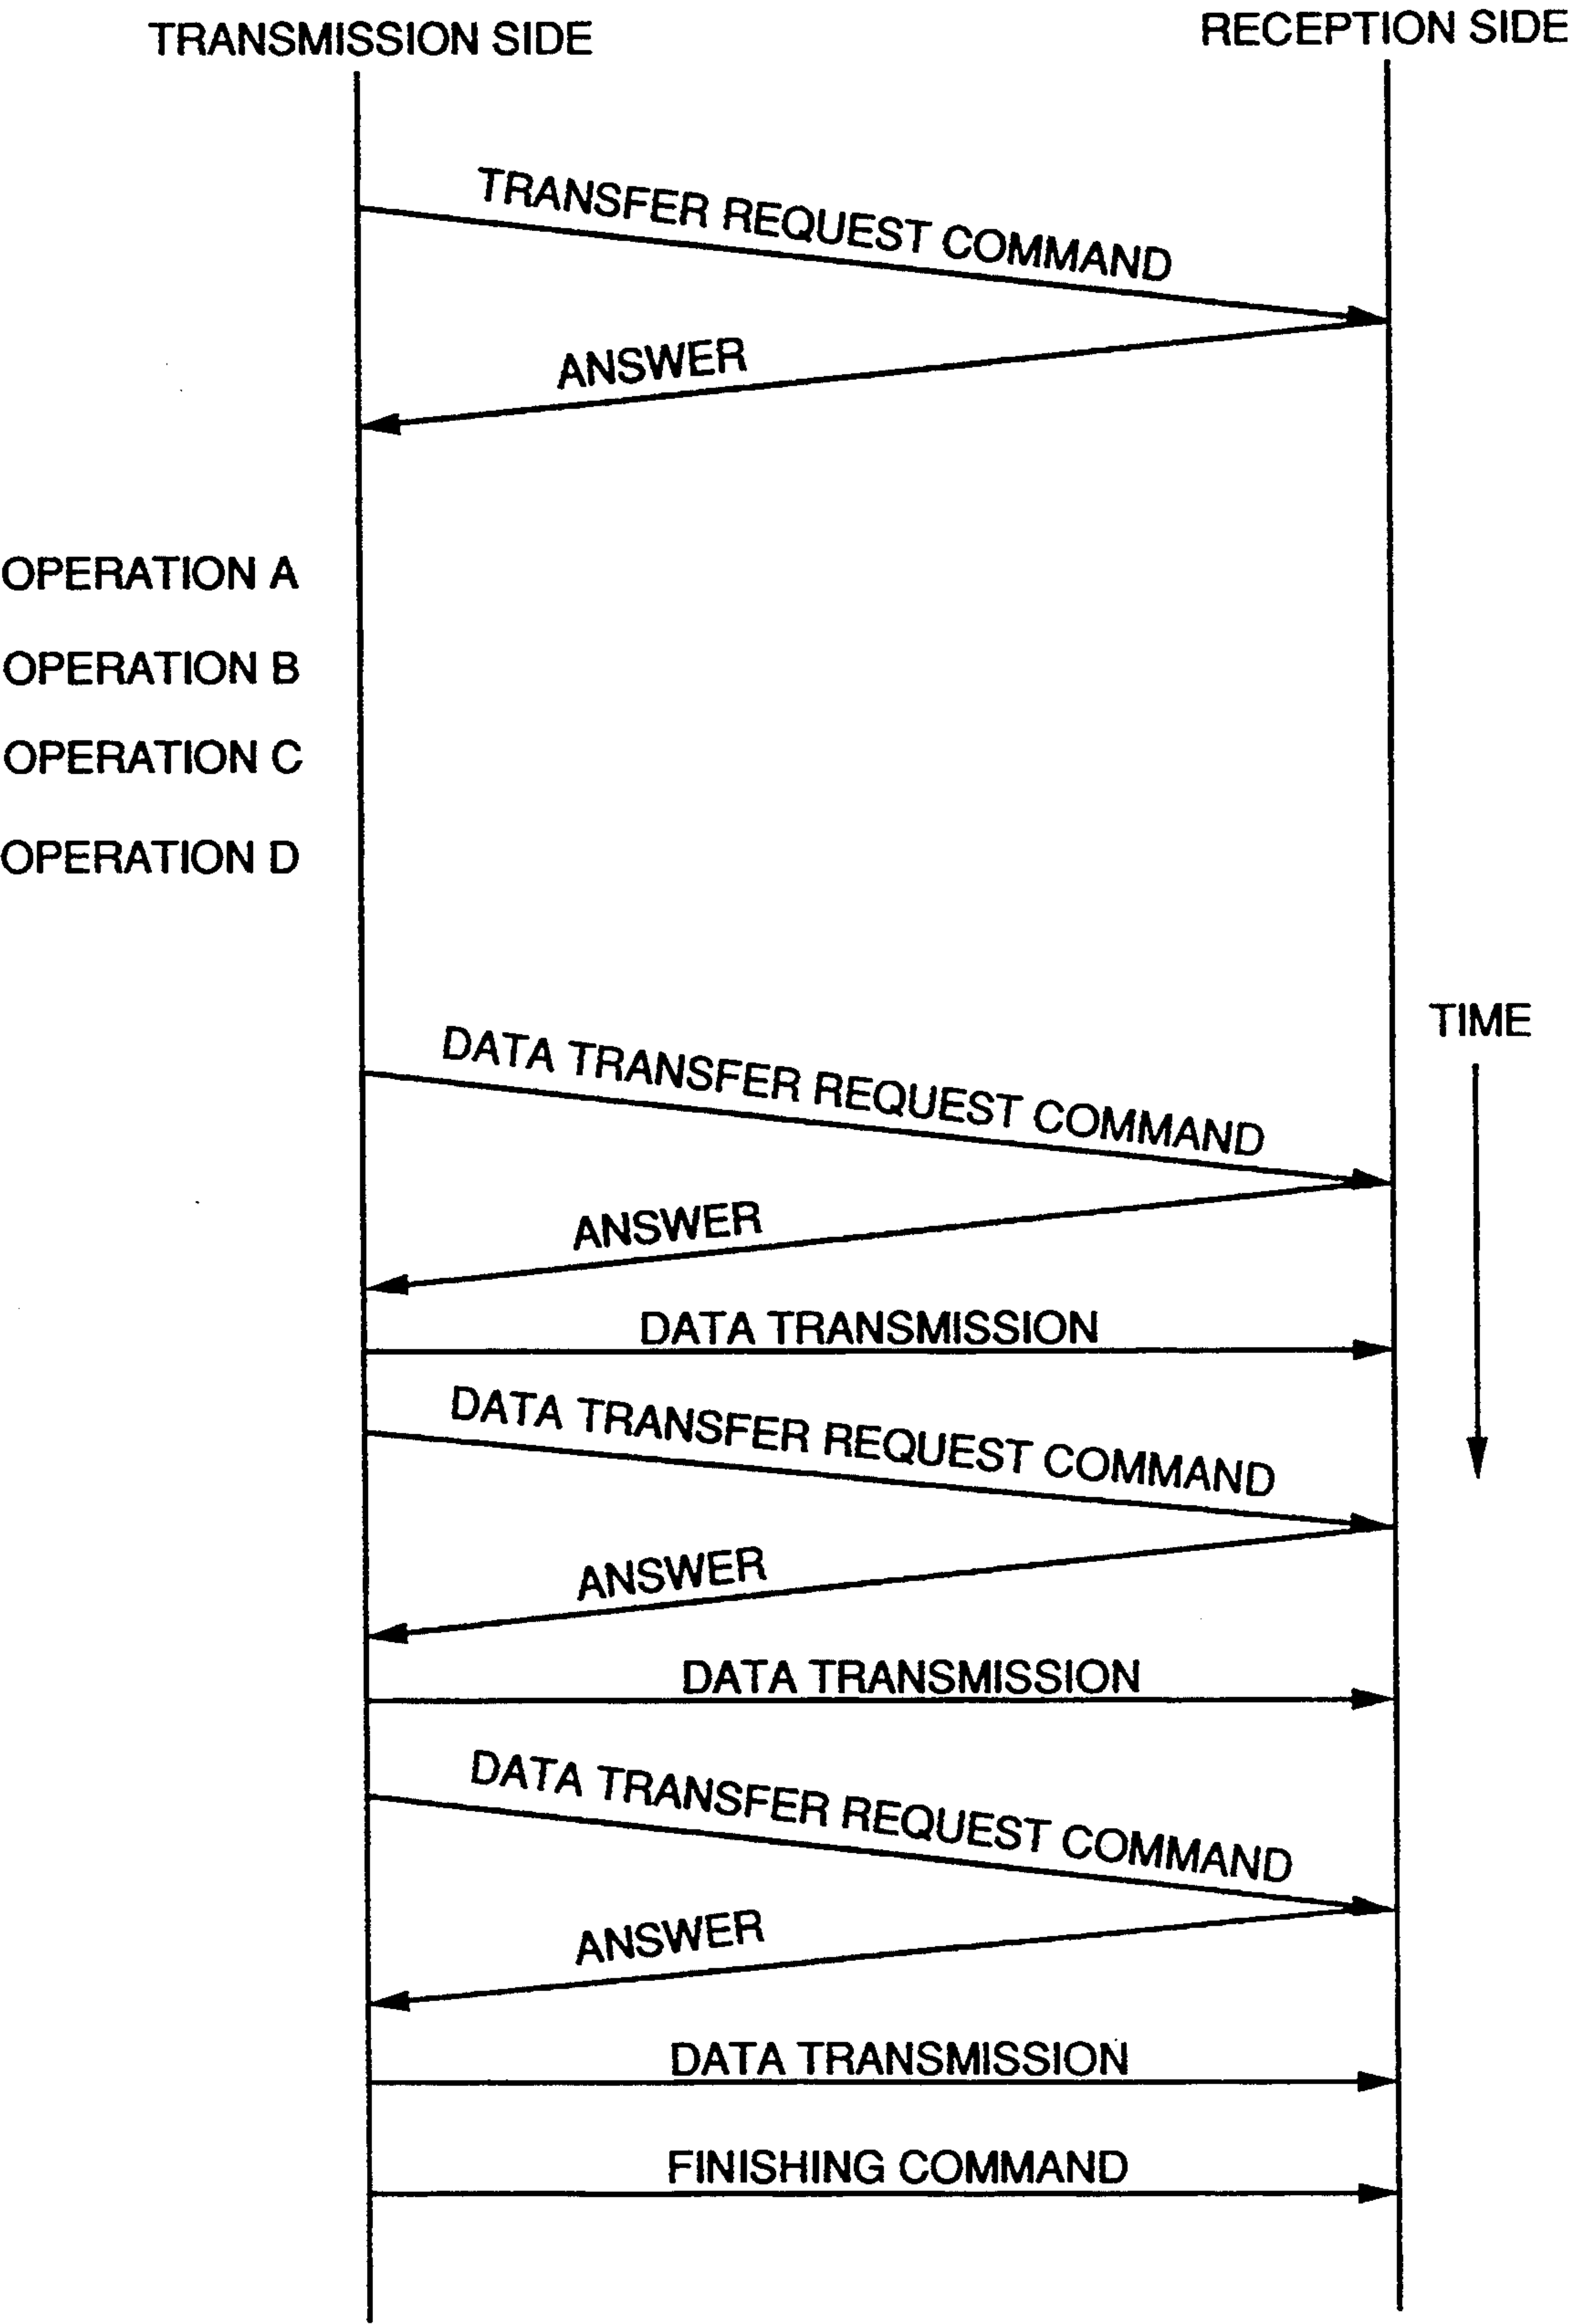 TRANSMISSION SIDE
RECEPTION SIDE
TRANSFER REQUEST COMMAND
ANSWER
OPERATION A
OPERATION B
OPERATION C
OPERATION D
TIME
DATA TRANSFER REQUEST COMMAND
ANSWER
DATA TRANSMISSION
DATA TRANSFER REQUEST COMMAND
ANSWER
DATA TRANSMISSION
DATA TRANSFER REQUEST COMMAND
ANSWER
DATA TRANSMISSION
FINISHING COMMAND